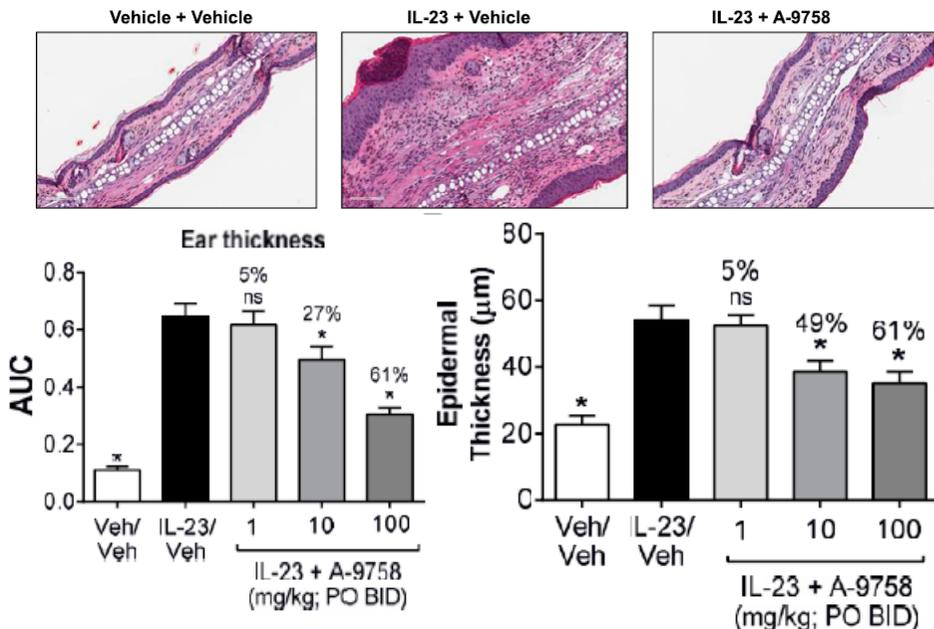 Vehicle + Vehicle
IL-23 + Vehicle
IL-23 + A-9758
Ear thickness
AUC
0.8
0.6
0.4
0.2
0.0
*
5%
ns
27%
*
61%
*
Veh/
Veh
IL-23/
Veh
1
10
100
IL-23 + A-9758
(mg/kg; PO BID)
Epidermal
Thickness (μm)
80
60
40
20
0
*
5%
ns
49%
*
61%
*
Veh/
Veh
IL-23/
Veh
1
10
100
IL-23 + A-9758
(mg/kg; PO BID)